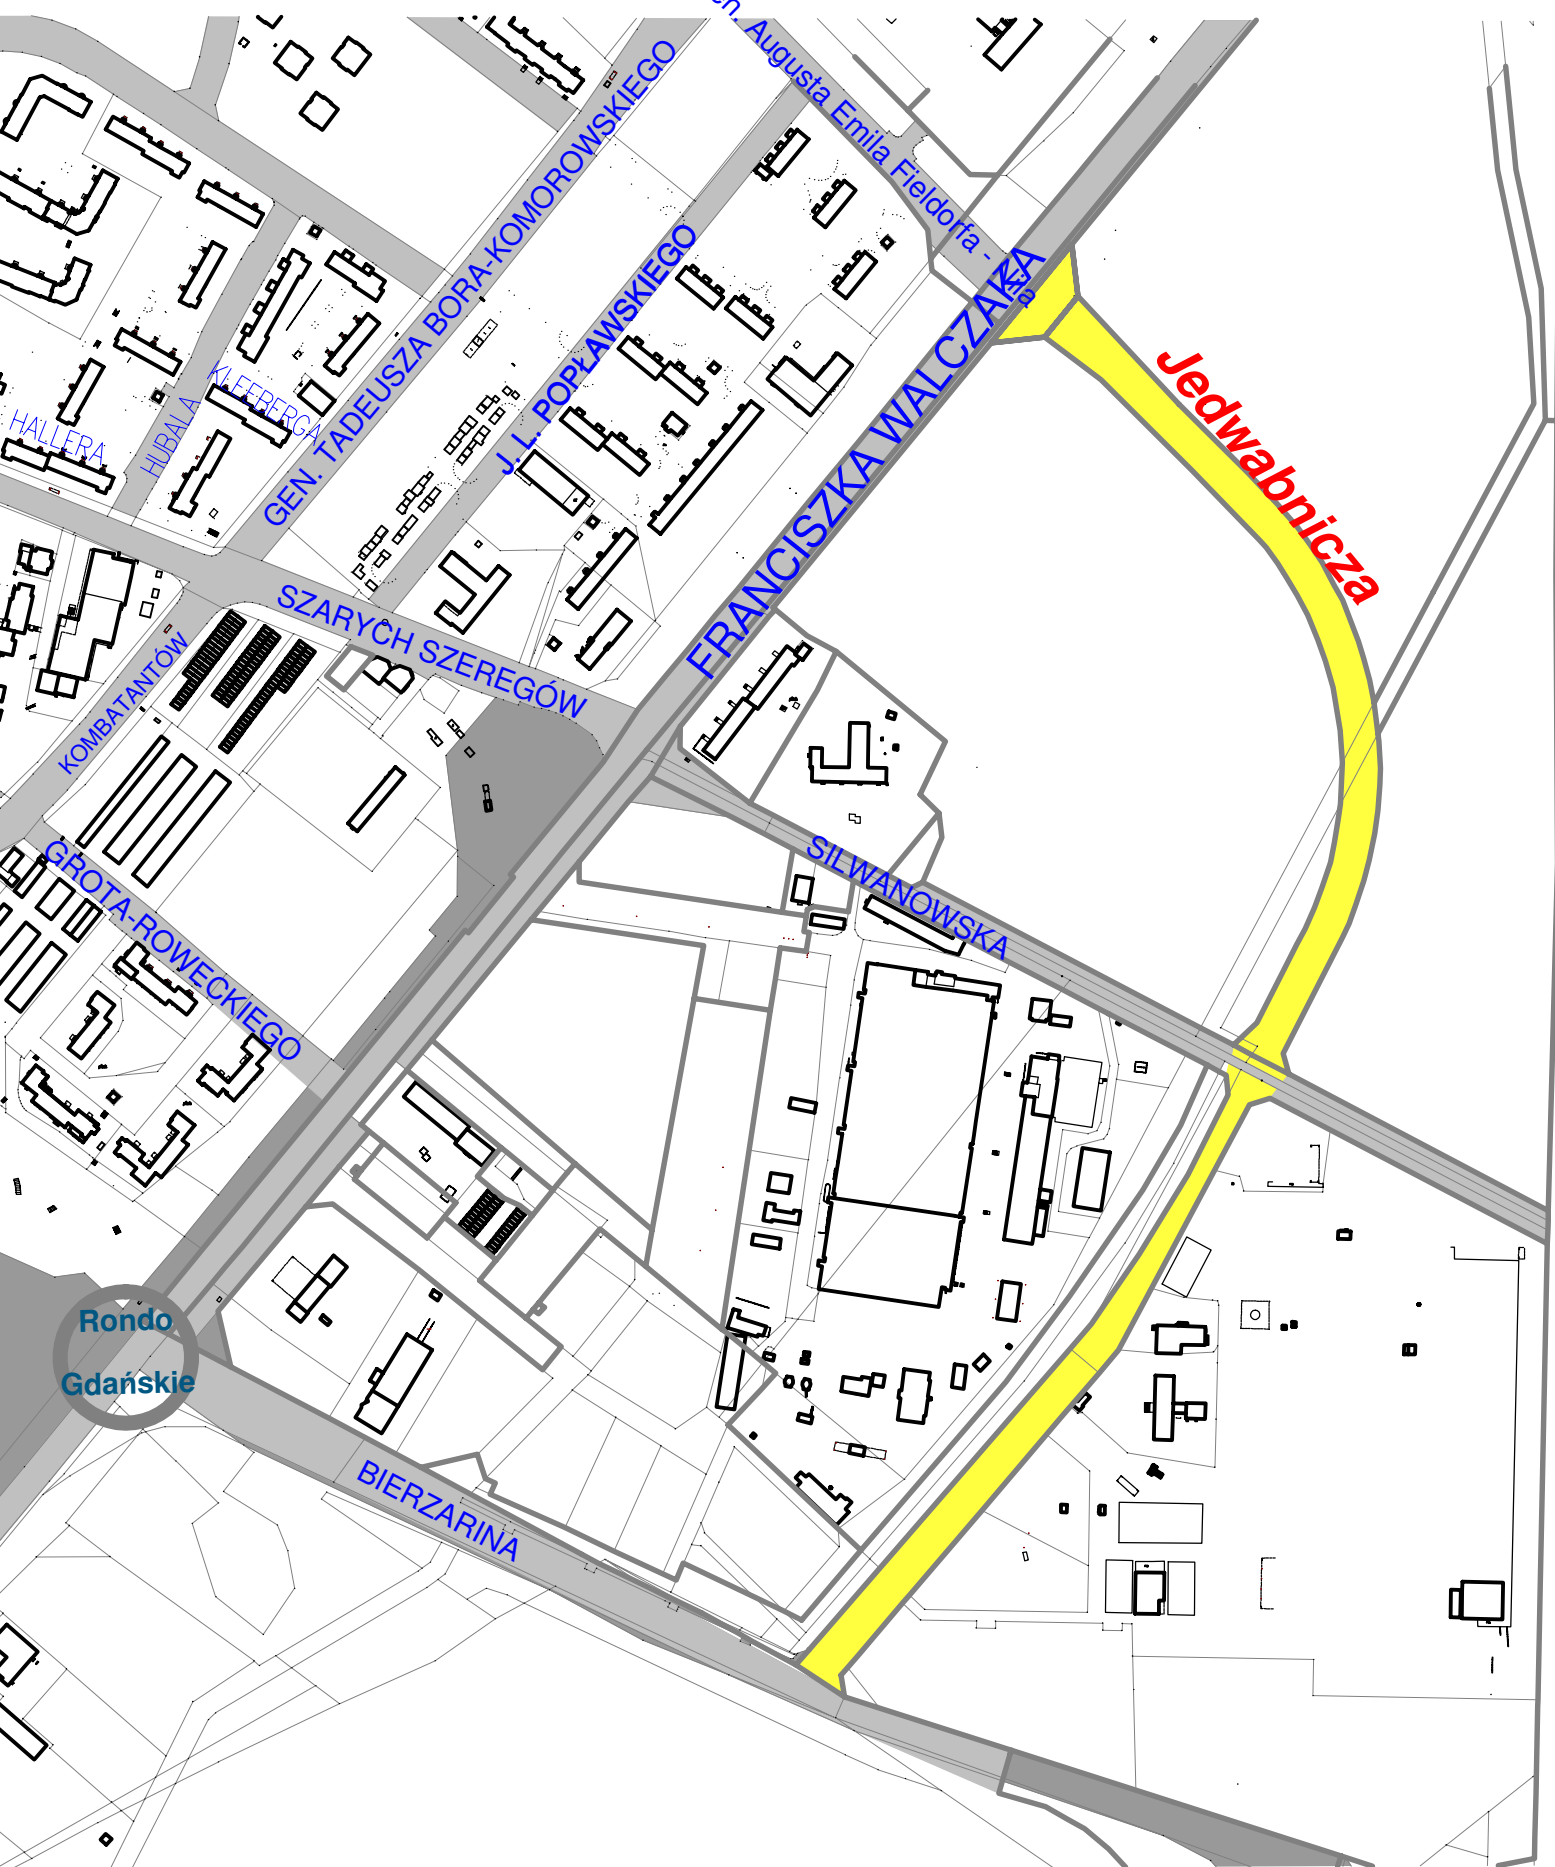 Augusta Emila Fieldorfa - Nila
GEN. TADEUSZA BORA-KOMOROWSKIEGO
J. L. POPŁAWSKIEGO
FRANCISZKA WALCZAKA
Jedwabnicza
KLEEBERGA
HUBALA
HALLERA
SZARYCH SZEREGÓW
KOMBATANTÓW
GROTA-ROWECKIEGO
SILWANOWSKA
Rondo
Gdańskie
BIERZARINA